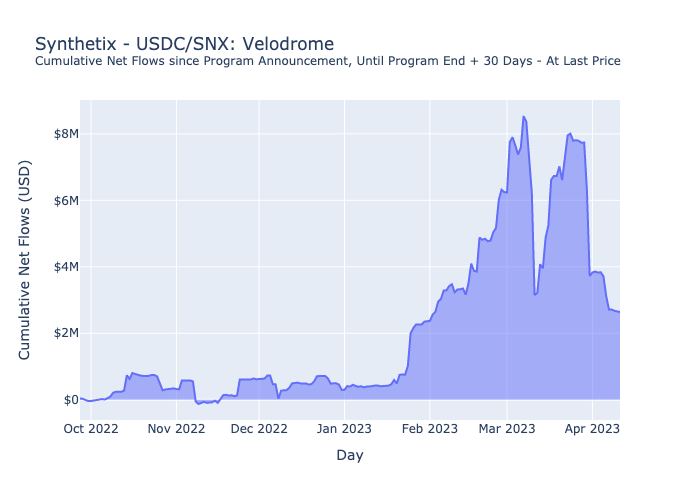 Synthetix - USDC/SNX: Velodrome
Cumulative Net Flows since Program Announcement, Until Program End + 30 Days - At Last Price
Cumulative Net Flows (USD)
$8M
$6M
$4M
$2M
$0
Oct 2022
Nov 2022
Dec 2022
Jan 2023
Feb 2023
Mar 2023
Apr 2023
Day